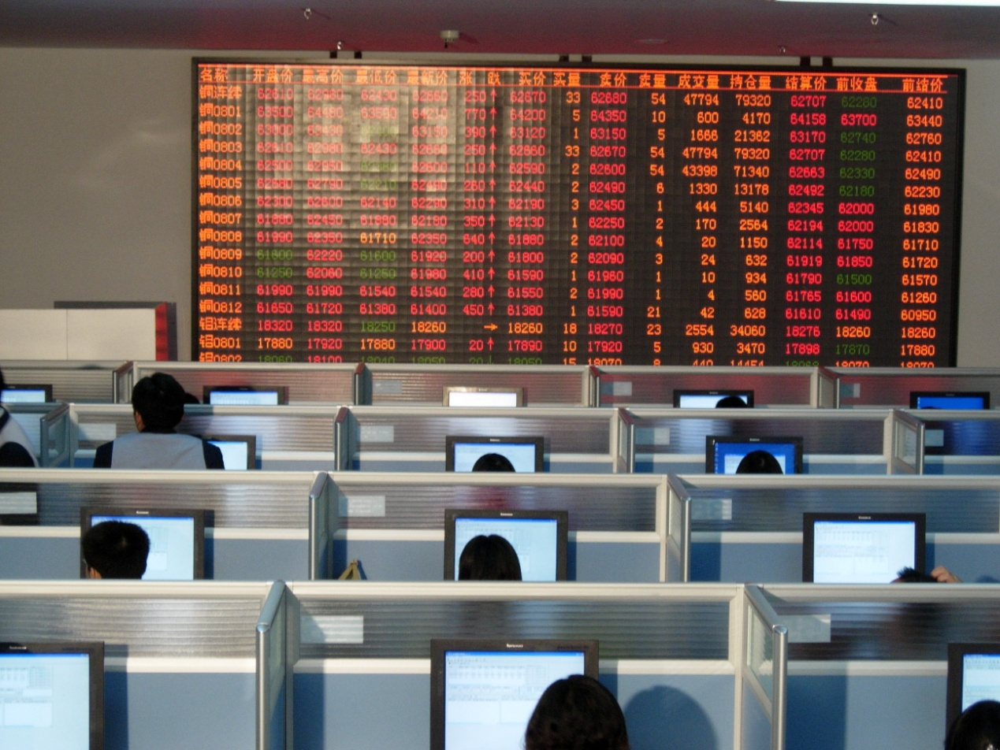 名称 开盘价 最高价 最低价 最新价 涨 跌 买价 买量 卖价 卖量 成交量 持仓量 结算价 前收盘 前结价
铜连续 62610 62980 62430 62660 250↑ 62670 33 62680 54 47794 79320 62707 62280 62410
铜0801 63500 64480 63500 64210 770↑ 64200 5 64350 10 600 4170 64158 63700 63440
铜0802 63000 63430 63150 390↑ 63120 1 63150 5 1666 21362 63170 62740 62760
铜0803 62610 62980 62430 62660 250↑ 62660 33 62670 54 47794 79320 62707 62280 62410
铜0804 62500 62950 62600 110↑ 62590 2 62600 54 43398 71340 62663 62330 62490
铜0805 62580 62790 62490 260↑ 62440 2 62490 6 1330 13178 62492 62180 62230
铜0806 62300 62600 62140 62290 310↑ 62190 3 62450 1 444 5140 62345 62000 61980
铜0807 61880 62450 61880 62180 350↑ 62130 1 62250 2 170 2564 62194 62000 61830
铜0808 61990 62350 61710 62350 640↑ 61880 2 62100 4 20 1150 62114 61750 61710
铜0809 61600 62220 61600 61920 200↑ 61800 2 62090 3 24 632 61919 61850 61720
铜0810 61250 62060 61250 61980 410↑ 61590 1 61960 1 10 934 61790 61500 61570
铜0811 61990 61990 61540 61540 280↑ 61550 2 61990 1 4 560 61765 61600 61260
铜0812 61650 61720 61380 61400 450↑ 61380 1 61590 21 42 628 61610 61490 60950
铝连续 18320 18320 18250 18260 → 18260 18 18270 23 2554 34060 18276 18260 18260
铝0801 17880 17920 17880 17900 20↑ 17890 10 17920 5 930 3470 17898 17870 17880
铝0802 18060 18100 18040 18050 20↓ 18050 15 18070 8 440 14454 18070 18070